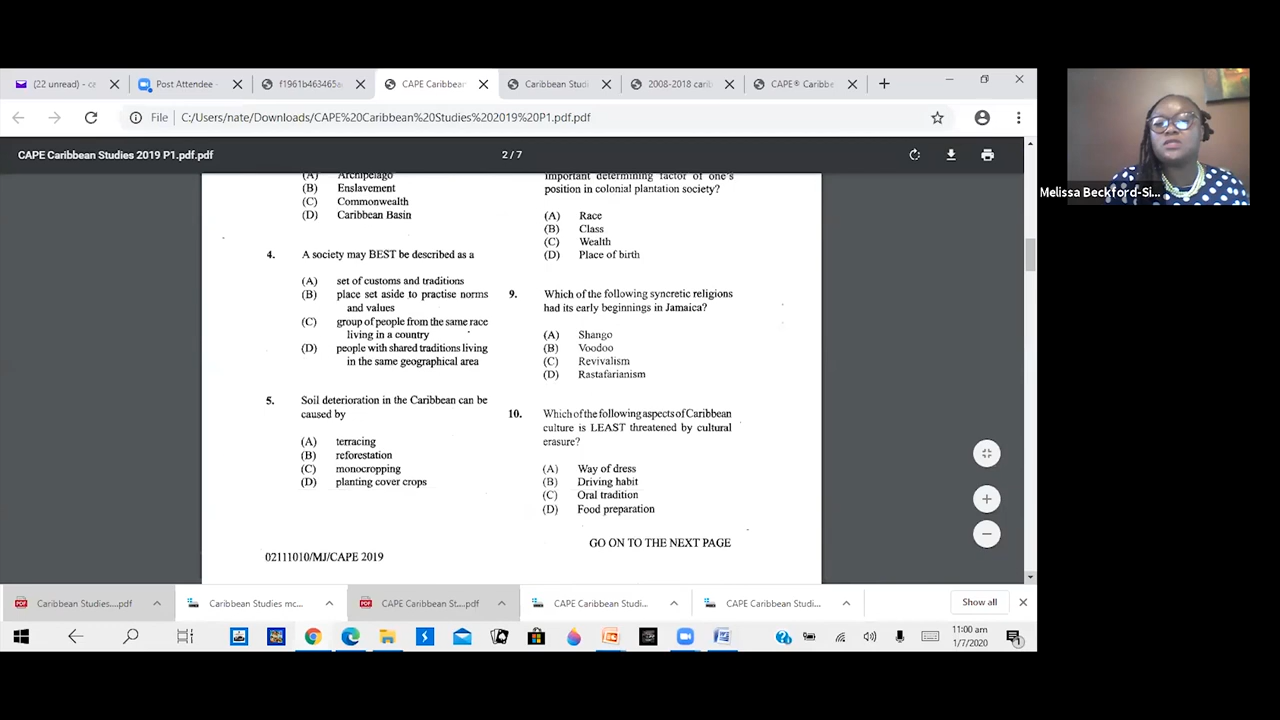 (22 unread) - ca
Post Attendee -
f1961b463465a
CAPE Caribbean
Caribbean Studi
2008-2018 carib
CAPE® Caribbe
File
C:/Users/nate/Downloads/CAPE%20Caribbean%20Studies%202019%20P1.pdf.pdf
CAPE Caribbean Studies 2019 P1.pdf.pdf
2 / 7
(A) Archipelago
(B) Enslavement
(C) Commonwealth
(D) Caribbean Basin
4. A society may BEST be described as a
(A) set of customs and traditions
(B) place set aside to practise norms
and values
(C) group of people from the same race
living in a country
(D) people with shared traditions living
in the same geographical area
5. Soil deterioration in the Caribbean can be
caused by
(A) terracing
(B) reforestation
(C) monocropping
(D) planting cover crops
important determining factor of one's
position in colonial plantation society?
(A) Race
(B) Class
(C) Wealth
(D) Place of birth
9. Which of the following syncretic religions
had its early beginnings in Jamaica?
(A) Shango
(B) Voodoo
(C) Revivalism
(D) Rastafarianism
10. Which of the following aspects of Caribbean
culture is LEAST threatened by cultural
erasure?
(A) Way of dress
(B) Driving habit
(C) Oral tradition
(D) Food preparation
GO ON TO THE NEXT PAGE
02111010/MJ/CAPE 2019
Melissa Beckford-Si...
Caribbean Studies....pdf
Caribbean Studies mc...
CAPE Caribbean St....pdf
CAPE Caribbean Studi...
CAPE Caribbean Studi...
Show all
11:00 am
1/7/2020